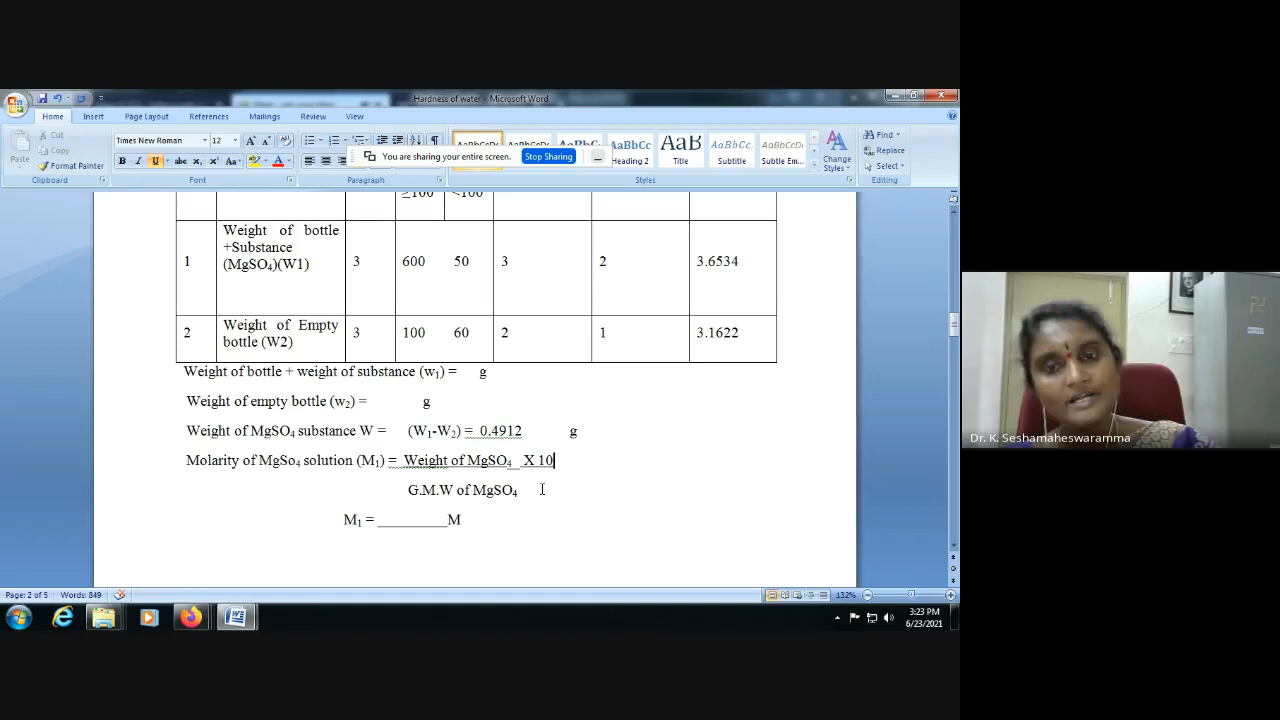 Hardness of water - Microsoft Word
Home Insert Page Layout References Mailings Review View
Paste
Cut
Copy
Format Painter
Clipboard
Times New Roman 12
Font
Paragraph
You are sharing your entire screen. Stop Sharing
Heading 2
Title
Subtitle
Subtle Em...
Change Styles
Styles
Find
Replace
Select
Editing
≥100 <100
1 Weight of bottle +Substance (MgSO₄)(W1) 3 600 50 3 2 3.6534
2 Weight of Empty bottle (W2) 3 100 60 2 1 3.1622
Weight of bottle + weight of substance (w₁) = g
Weight of empty bottle (w₂) = g
Weight of MgSO₄ substance W = (W₁-W₂) = 0.4912 g
Molarity of MgSo₄ solution (M₁) = Weight of MgSO₄ X 10
G.M.W of MgSO₄
M₁ = _________M
Page: 2 of 5 Words: 849 132%
3:23 PM
6/23/2021
Dr. K. Seshamaheswaramma